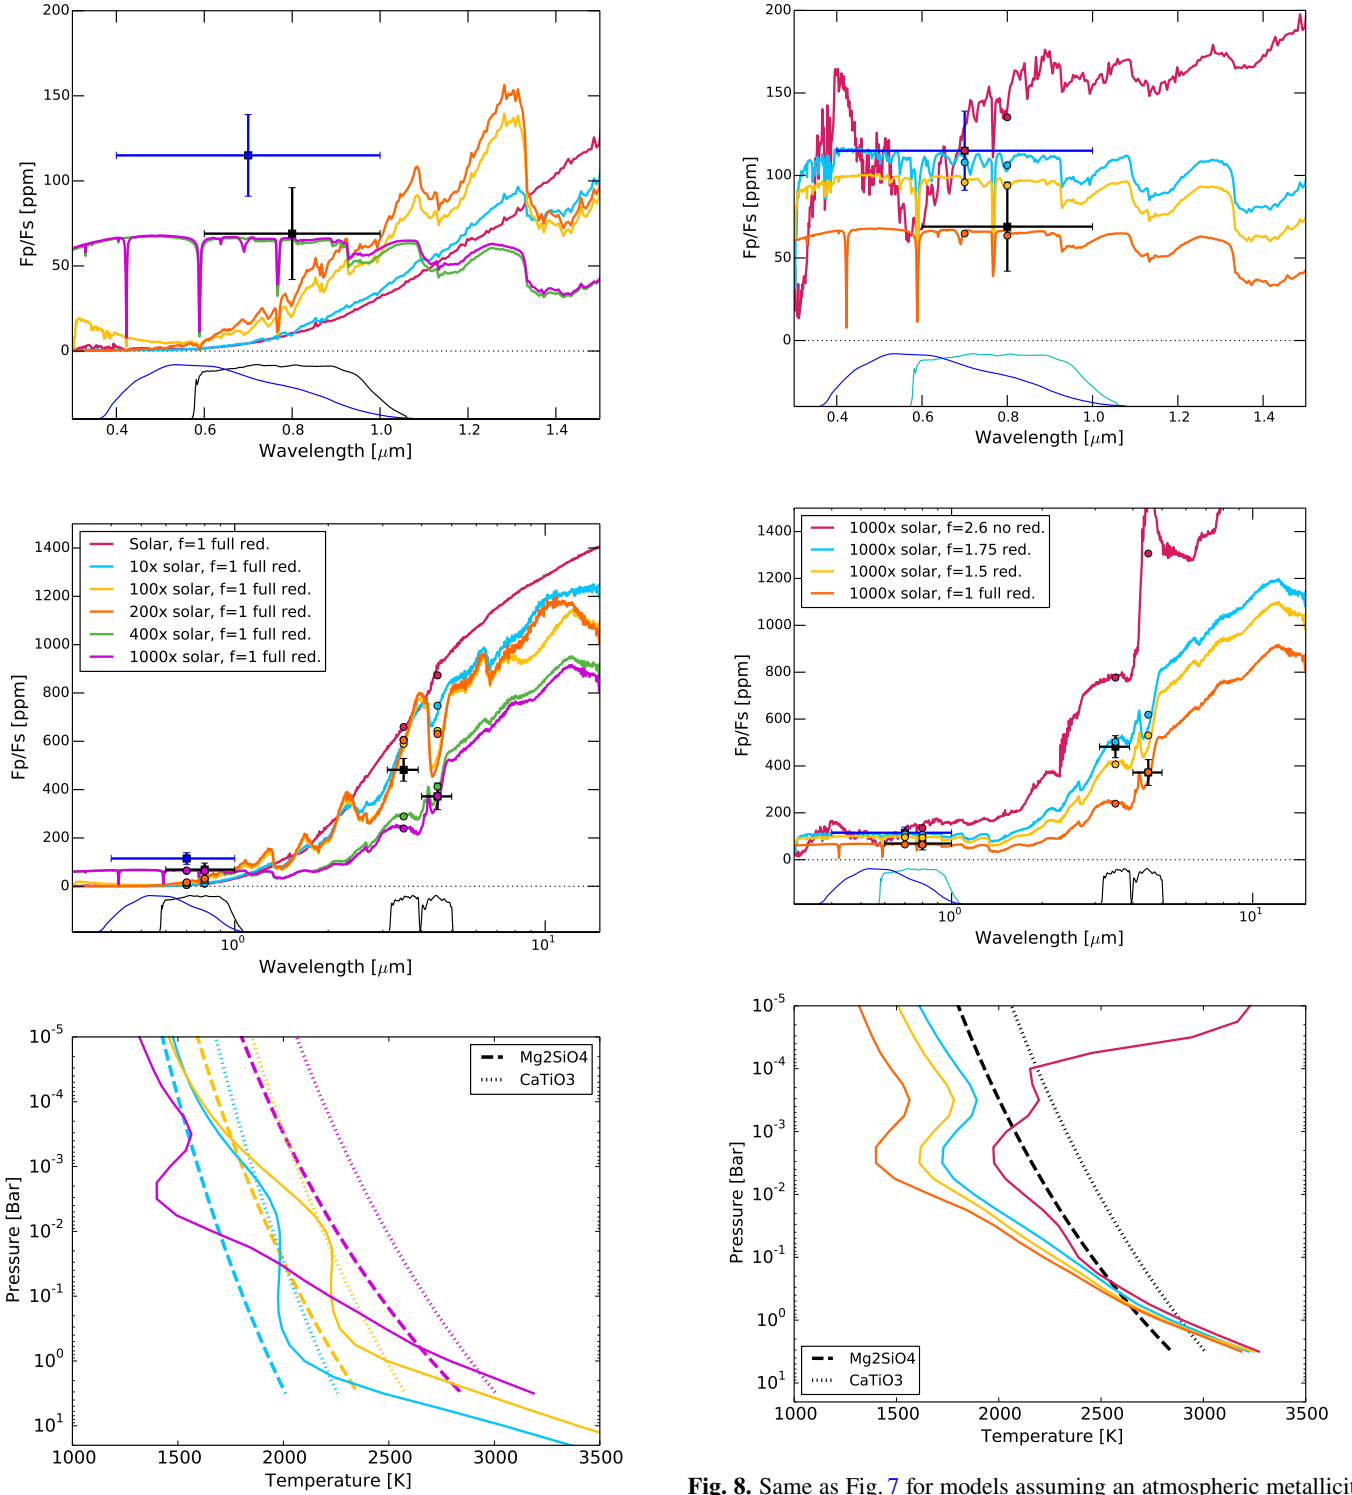 200
150
100
50
0
Fp/Fs [ppm]
0.4 0.6 0.8 1.0 1.2 1.4
Wavelength [μm]
1400
1200
1000
800
600
400
200
0
Fp/Fs [ppm]
Solar, f=1 full red.
10x solar, f=1 full red.
100x solar, f=1 full red.
200x solar, f=1 full red.
400x solar, f=1 full red.
1000x solar, f=1 full red.
10^0 10^1
Wavelength [μm]
10^-5
10^-4
10^-3
10^-2
10^-1
10^0
10^1
Pressure [Bar]
Mg2SiO4
CaTiO3
1000 1500 2000 2500 3000 3500
Temperature [K]
200
150
100
50
0
Fp/Fs [ppm]
0.4 0.6 0.8 1.0 1.2 1.4
Wavelength [μm]
1400
1200
1000
800
600
400
200
0
Fp/Fs [ppm]
1000x solar, f=2.6 no red.
1000x solar, f=1.75 red.
1000x solar, f=1.5 red.
1000x solar, f=1 full red.
10^0 10^1
Wavelength [μm]
10^-5
10^-4
10^-3
10^-2
10^-1
10^0
10^1
Pressure [Bar]
Mg2SiO4
CaTiO3
1000 1500 2000 2500 3000 3500
Temperature [K]
Fig. 8. Same as Fig. 7 for models assuming an atmospheric metallicit